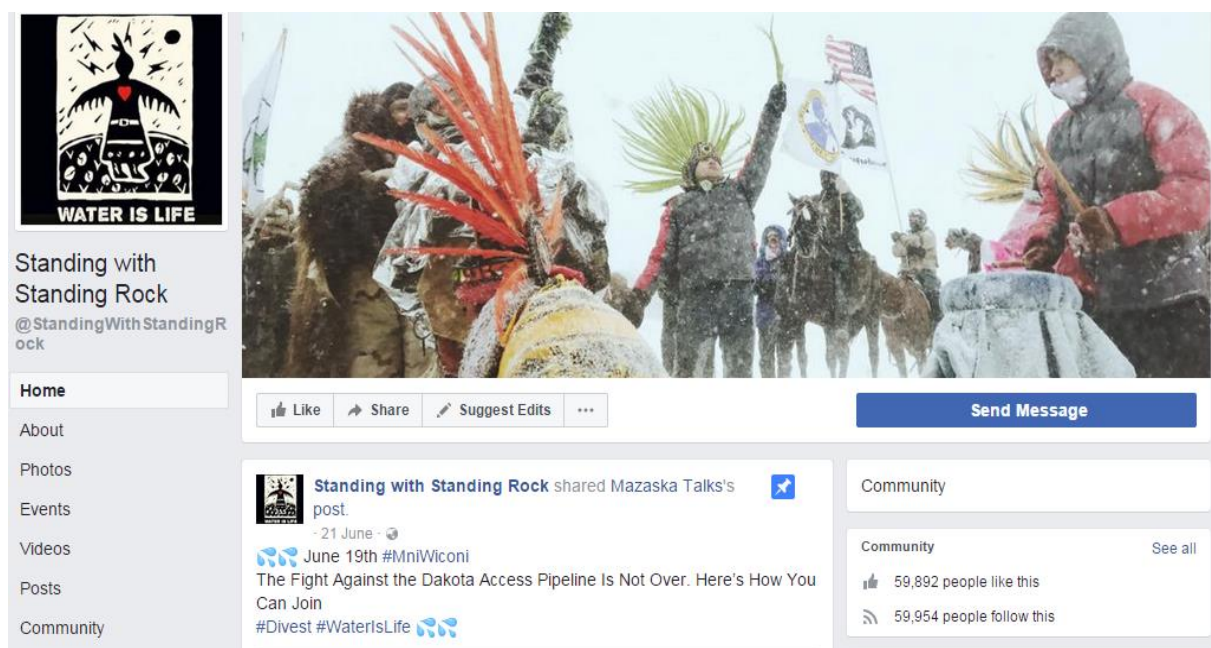 WATER IS LIFE
Standing with
Standing Rock
@StandingWithStandingR
ock
Home
About
Photos
Events
Videos
Posts
Community
Like
Share
Suggest Edits
...
Send Message
Standing with Standing Rock shared Mazaska Talks's
post.
· 21 June ·
💦💦 June 19th #MniWiconi
The Fight Against the Dakota Access Pipeline Is Not Over. Here's How You
Can Join
#Divest #WaterIsLife 💦💦
Community
Community
See all
59,892 people like this
59,954 people follow this